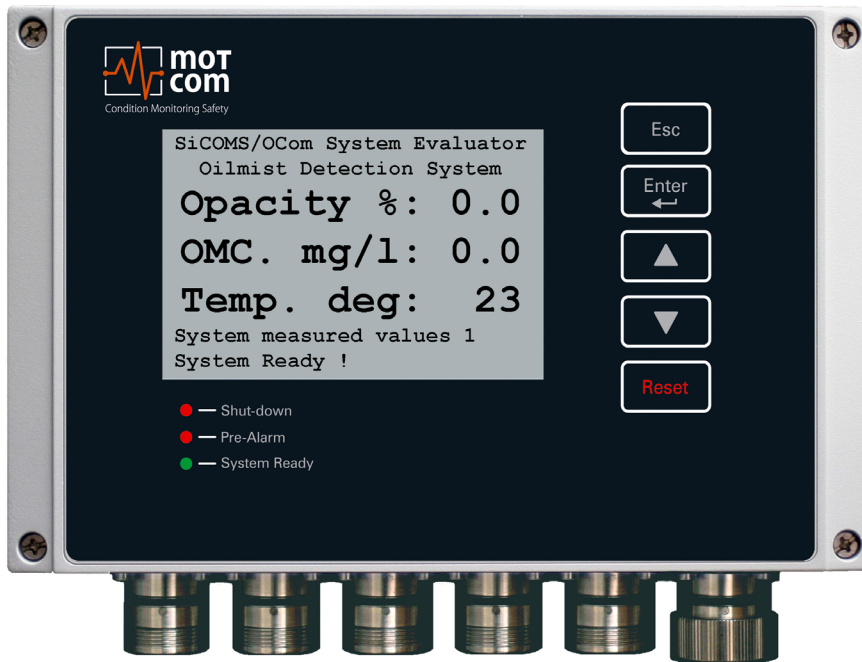 MOT
COM
Condition Monitoring Safety
SiCOMS/OCom System Evaluator
Oilmist Detection System
Opacity %: 0.0
OMC. mg/l: 0.0
Temp. deg: 23
System measured values 1
System Ready !
Shut-down
Pre-Alarm
System Ready
Esc
Enter
Reset